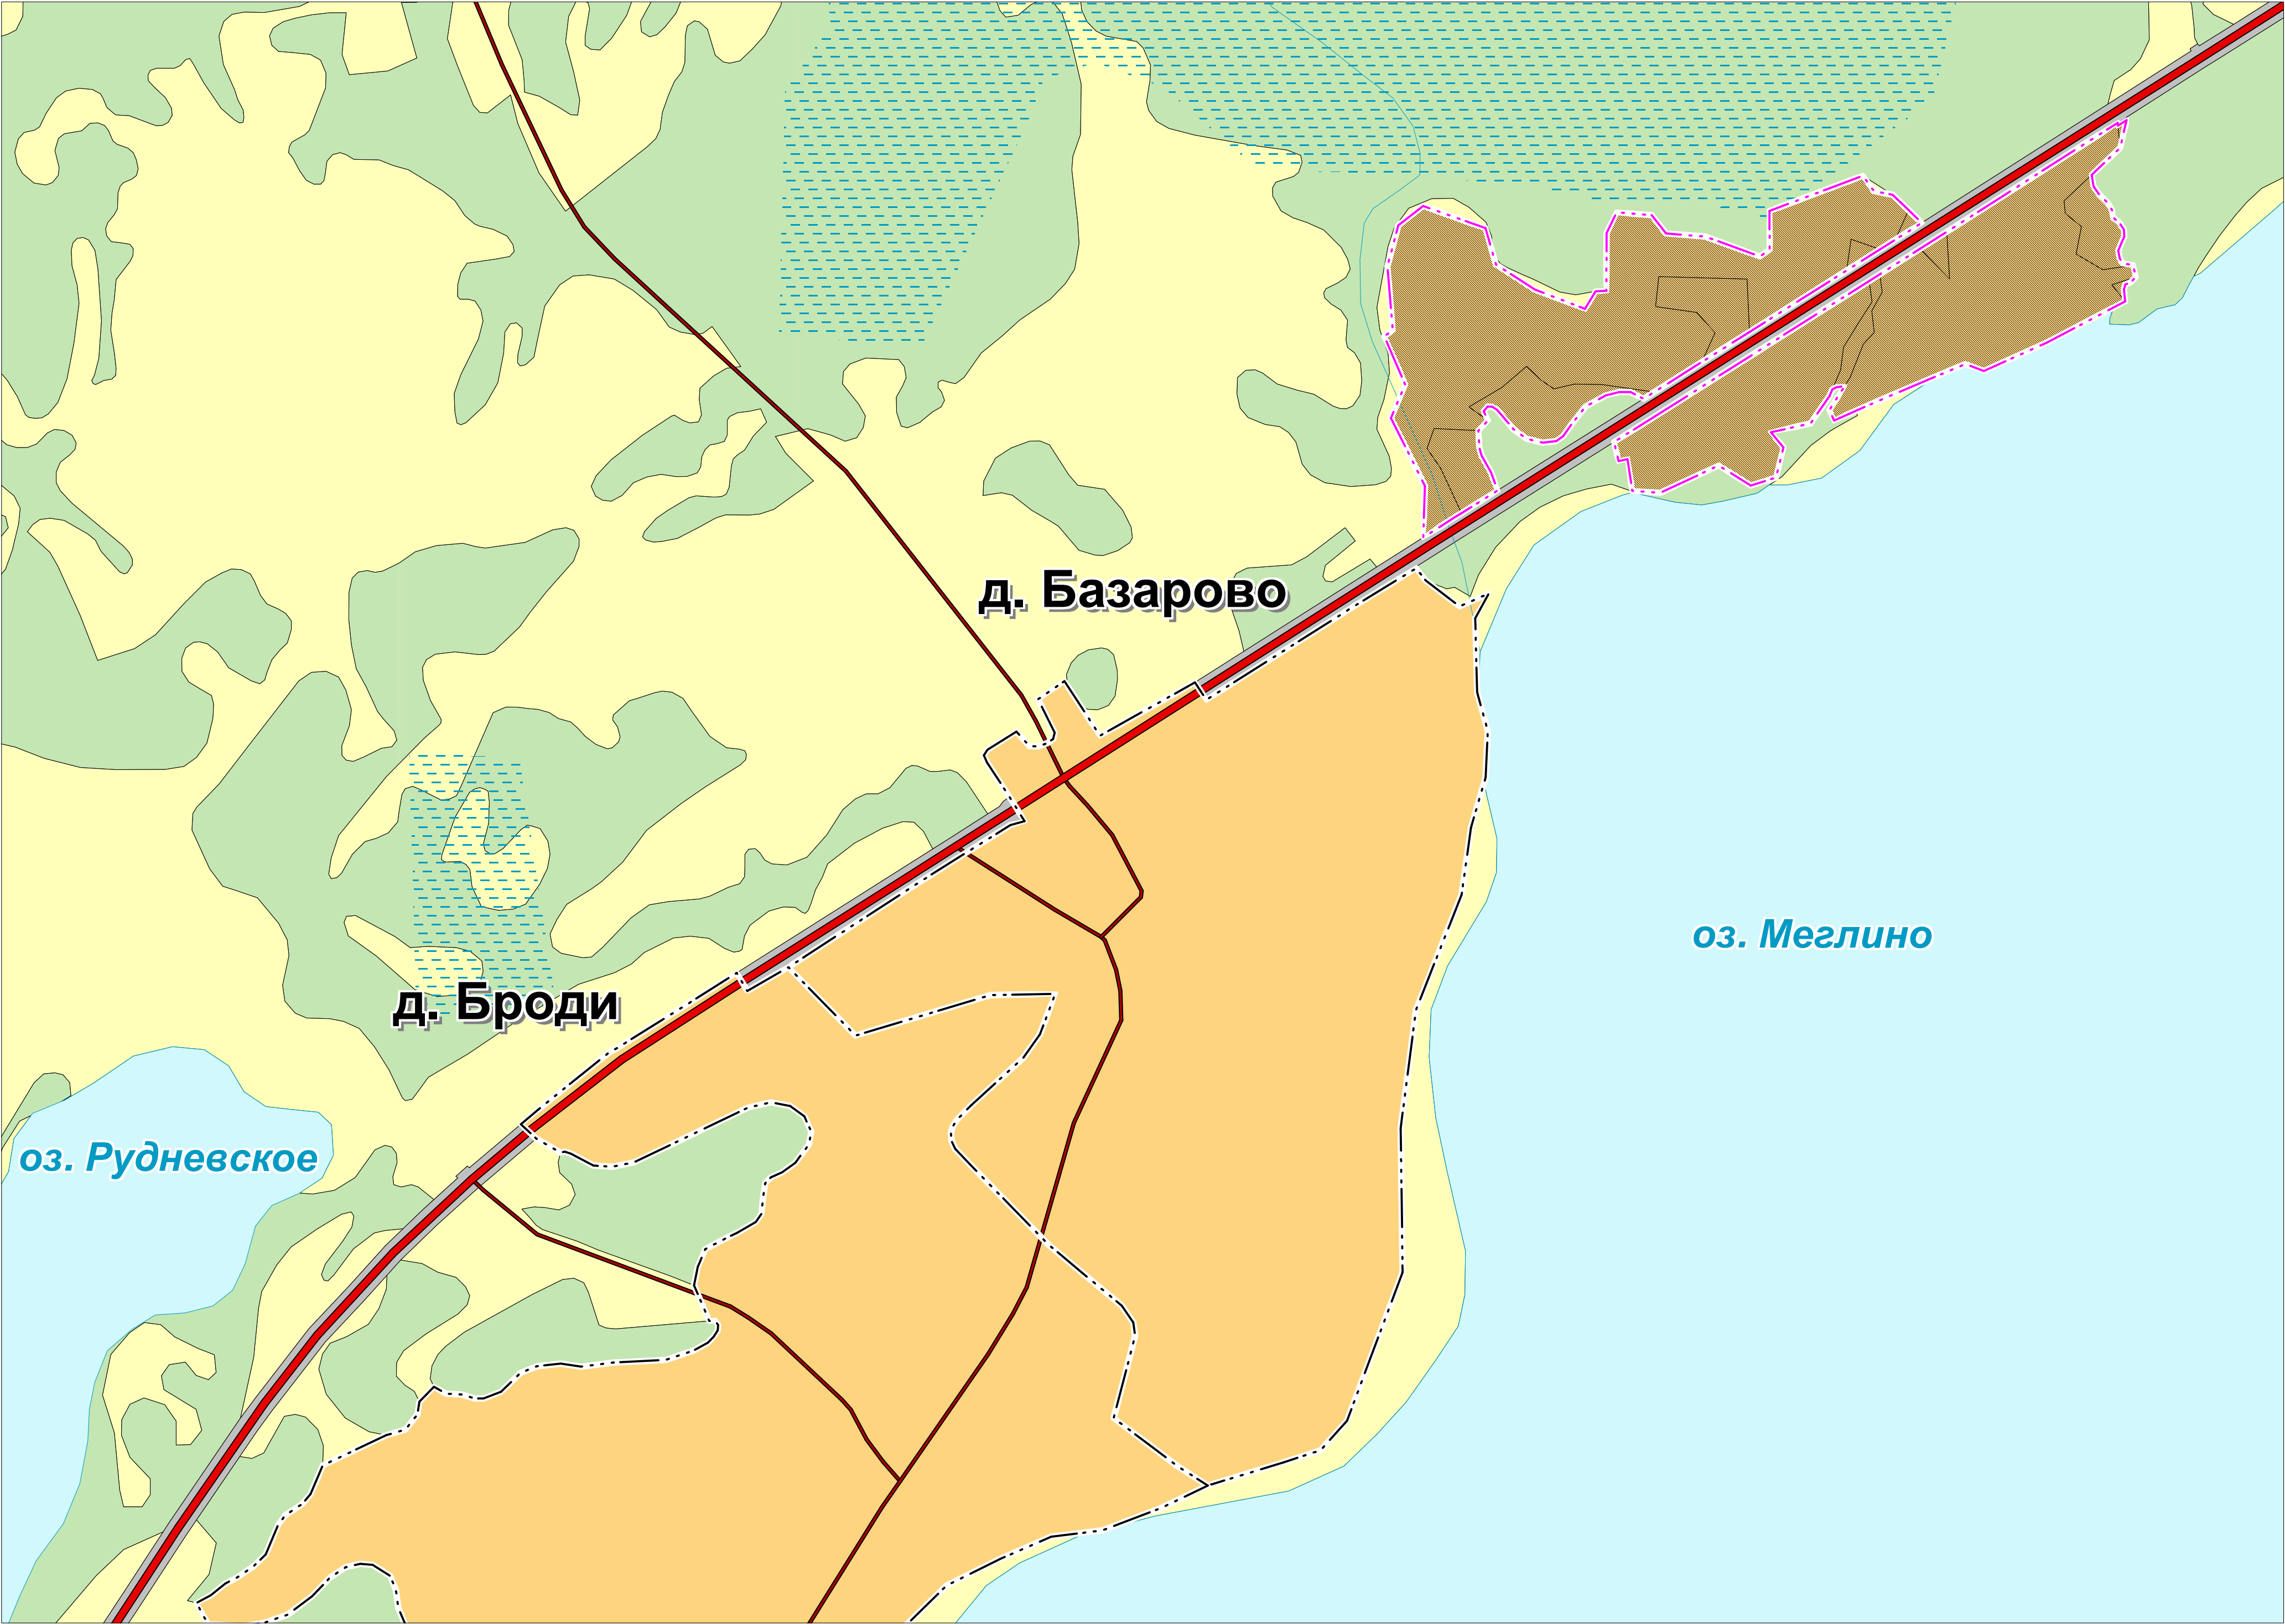 д. Базарово
оз. Меглино
д. Броди
оз. Рудневское